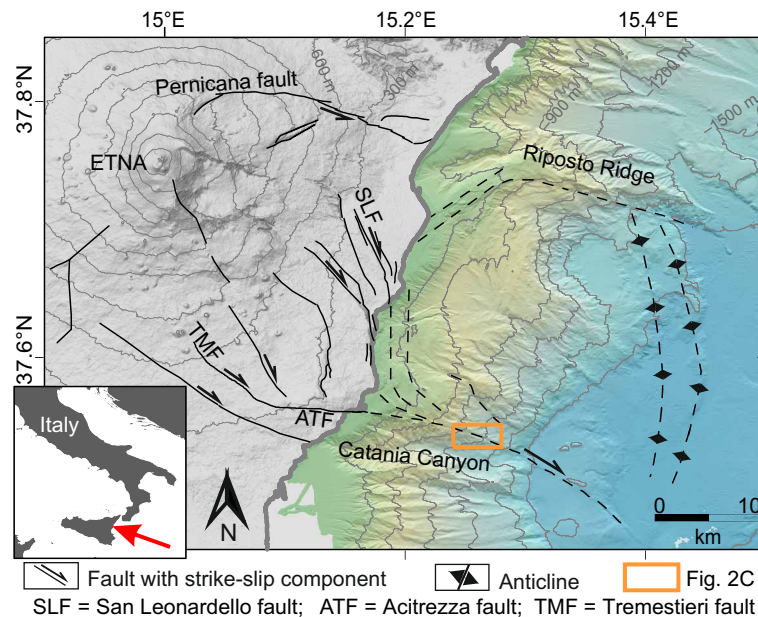 15° 15.2° 15.4°
37.8°
37.6°
600 m
300 m
900 m
1200 m
1500 m
Pernicana fault
ETNA
Riposto Ridge
SLF
TMF
ATF
Catania Canyon
Italy
N
0 10
km
Fault with strike-slip component Anticline Fig. 2C
SLF = San Leonardello fault; ATF = Acitrezza fault; TMF = Tremestieri fault